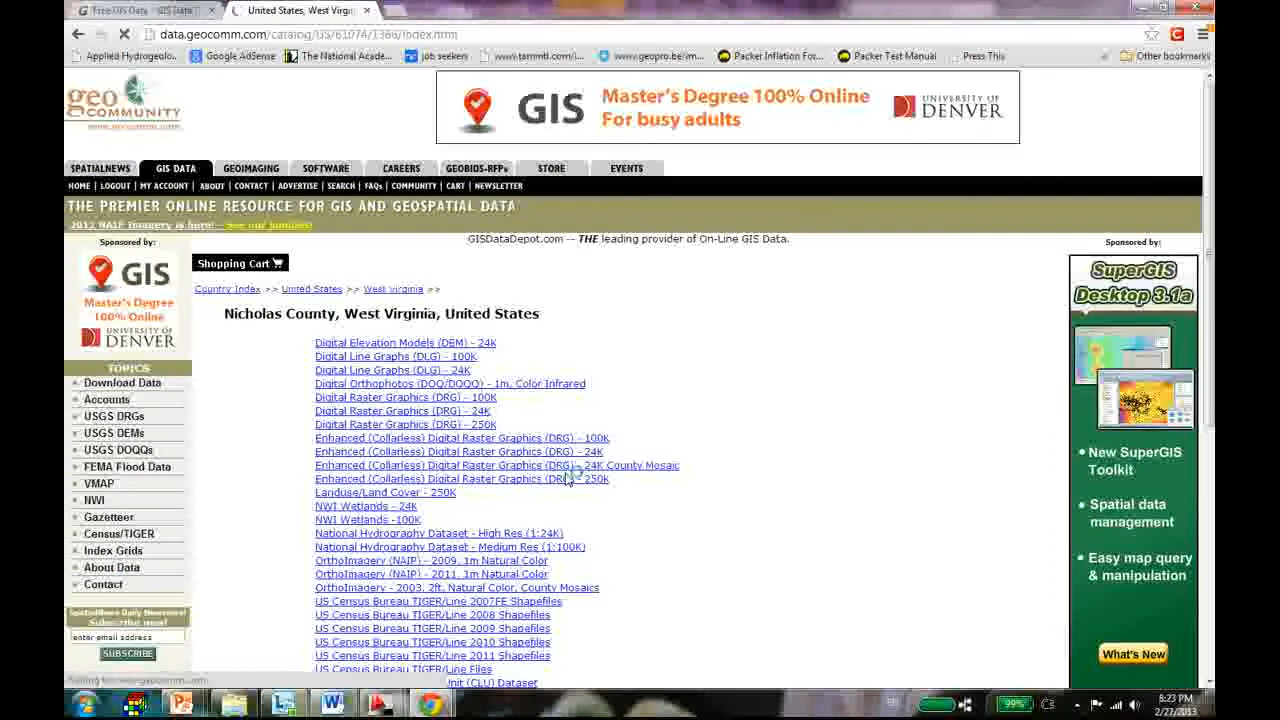 Free GIS Data - GIS Data
United States, West Virgi
data.geocomm.com/catalog/US/61074/1368/index.html
Applied Hydrogeolo...
Google AdSense
The National Acade...
job seekers
www.tammtl.com/i...
www.geopro.be/im...
Packer Inflation For...
Packer Test Manual
Press This
Other bookmarks
geo COMMUNITY
www.geocomm.com
GIS Master's Degree 100% Online
For busy adults
UNIVERSITY OF DENVER
SPATIALNEWS GIS DATA GEOIMAGING SOFTWARE CAREERS GEOBIDS-RFPs STORE EVENTS
HOME | LOGOUT | MY ACCOUNT | ABOUT | CONTACT | ADVERTISE | SEARCH | FAQs | COMMUNITY | CART | NEWSLETTER
THE PREMIER ONLINE RESOURCE FOR GIS AND GEOSPATIAL DATA
2012 NAIP Imagery is here! -- See our bundles!
GISDataDepot.com -- THE leading provider of On-Line GIS Data.
Sponsored by:
GIS
Master's Degree
100% Online
UNIVERSITY OF DENVER
TOPICS
Download Data
Accounts
USGS DRGs
USGS DEMs
USGS DOQQs
FEMA Flood Data
VMAP
NWI
Gazetteer
Census/TIGER
Index Grids
About Data
Contact
SpatialNews Daily Newswire!
Subscribe now!
enter email address
SUBSCRIBE
Shopping Cart
Country Index >> United States >> West Virginia >>
Nicholas County, West Virginia, United States
Digital Elevation Models (DEM) - 24K
Digital Line Graphs (DLG) - 100K
Digital Line Graphs (DLG) - 24K
Digital Orthophotos (DOQ/DOQQ) - 1m, Color Infrared
Digital Raster Graphics (DRG) - 100K
Digital Raster Graphics (DRG) - 24K
Digital Raster Graphics (DRG) - 250K
Enhanced (Collarless) Digital Raster Graphics (DRG) - 100K
Enhanced (Collarless) Digital Raster Graphics (DRG) - 24K
Enhanced (Collarless) Digital Raster Graphics (DRG) - 24K County Mosaic
Enhanced (Collarless) Digital Raster Graphics (DRG) - 250K
Landuse/Land Cover - 250K
NWI Wetlands - 24K
NWI Wetlands -100K
National Hydrography Dataset - High Res (1:24K)
National Hydrography Dataset - Medium Res (1:100K)
OrthoImagery (NAIP) - 2009, 1m Natural Color
OrthoImagery (NAIP) - 2011, 1m Natural Color
OrthoImagery - 2003, 2ft, Natural Color, County Mosaics
US Census Bureau TIGER/Line 2007FE Shapefiles
US Census Bureau TIGER/Line 2008 Shapefiles
US Census Bureau TIGER/Line 2009 Shapefiles
US Census Bureau TIGER/Line 2010 Shapefiles
US Census Bureau TIGER/Line 2011 Shapefiles
US Census Bureau TIGER/Line Files
Unit (CLU) Dataset
Sponsored by:
SuperGIS
Desktop 3.1a
New SuperGIS
Toolkit
Spatial data
management
Easy map query
& manipulation
What's New
99%
8:23 PM
2/27/2013